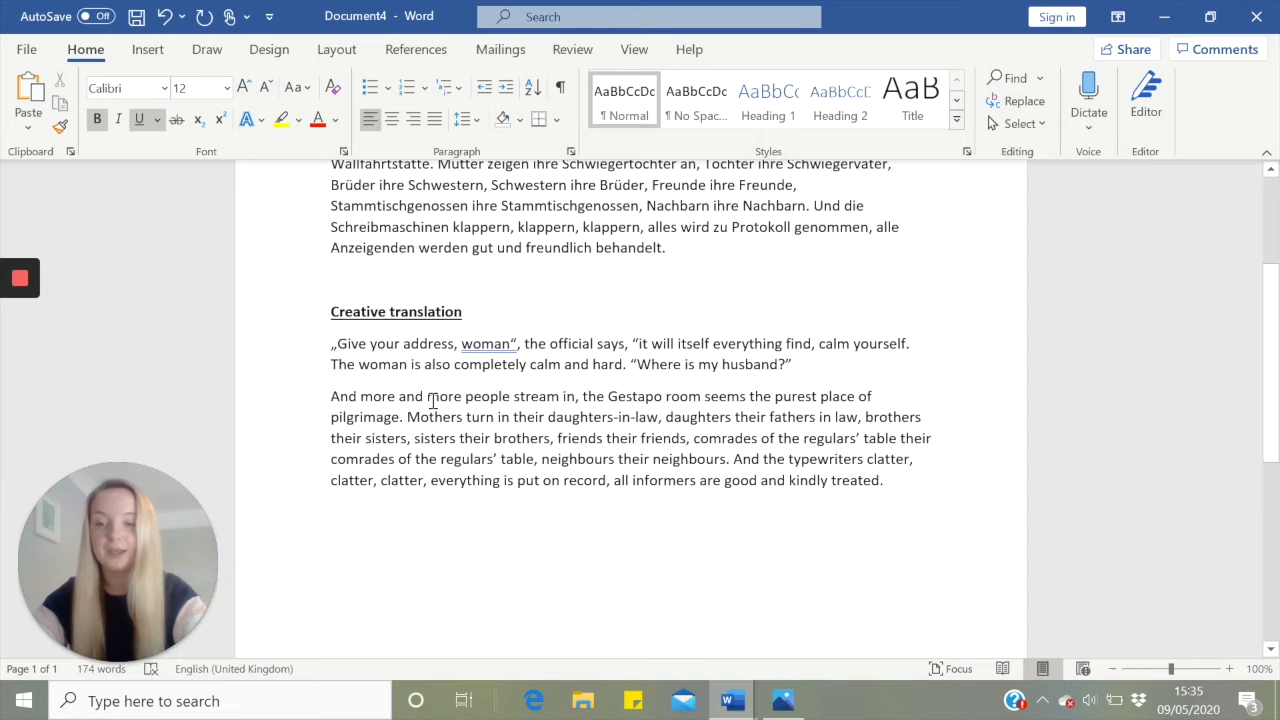 AutoSave Off Document4 - Word Search Sign in
File Home Insert Draw Design Layout References Mailings Review View Help Share Comments
Paste Calibri 12 Aa AaBbCcDc AaBbCcDc AaBbCc AaBbCcDc AaB Find Replace Select Dictate Editor
¶ Normal ¶ No Spac... Heading 1 Heading 2 Title
Clipboard Font Paragraph Styles Editing Voice Editor
Wallfahrtstätte. Mütter zeigen ihre Schwiegertöchter an, Töchter ihre Schwiegerväter,
Brüder ihre Schwestern, Schwestern ihre Brüder, Freunde ihre Freunde,
Stammtischgenossen ihre Stammtischgenossen, Nachbarn ihre Nachbarn. Und die
Schreibmaschinen klappern, klappern, klappern, alles wird zu Protokoll genommen, alle
Anzeigenden werden gut und freundlich behandelt.
Creative translation
„Give your address, woman“, the official says, “it will itself everything find, calm yourself.
The woman is also completely calm and hard. “Where is my husband?”
And more and more people stream in, the Gestapo room seems the purest place of
pilgrimage. Mothers turn in their daughters-in-law, daughters their fathers in law, brothers
their sisters, sisters their brothers, friends their friends, comrades of the regulars’ table their
comrades of the regulars’ table, neighbours their neighbours. And the typewriters clatter,
clatter, clatter, everything is put on record, all informers are good and kindly treated.
Page 1 of 1 174 words English (United Kingdom) Focus 100%
Type here to search 15:35
09/05/2020 3